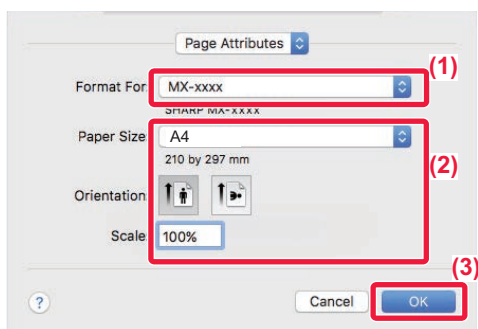 Page Attributes
(1)
Format For: MX-xxxx
SHARP MX-xxxx
Paper Size: A4
210 by 297 mm
(2)
Orientation:
Scale: 100%
(3)
? Cancel OK